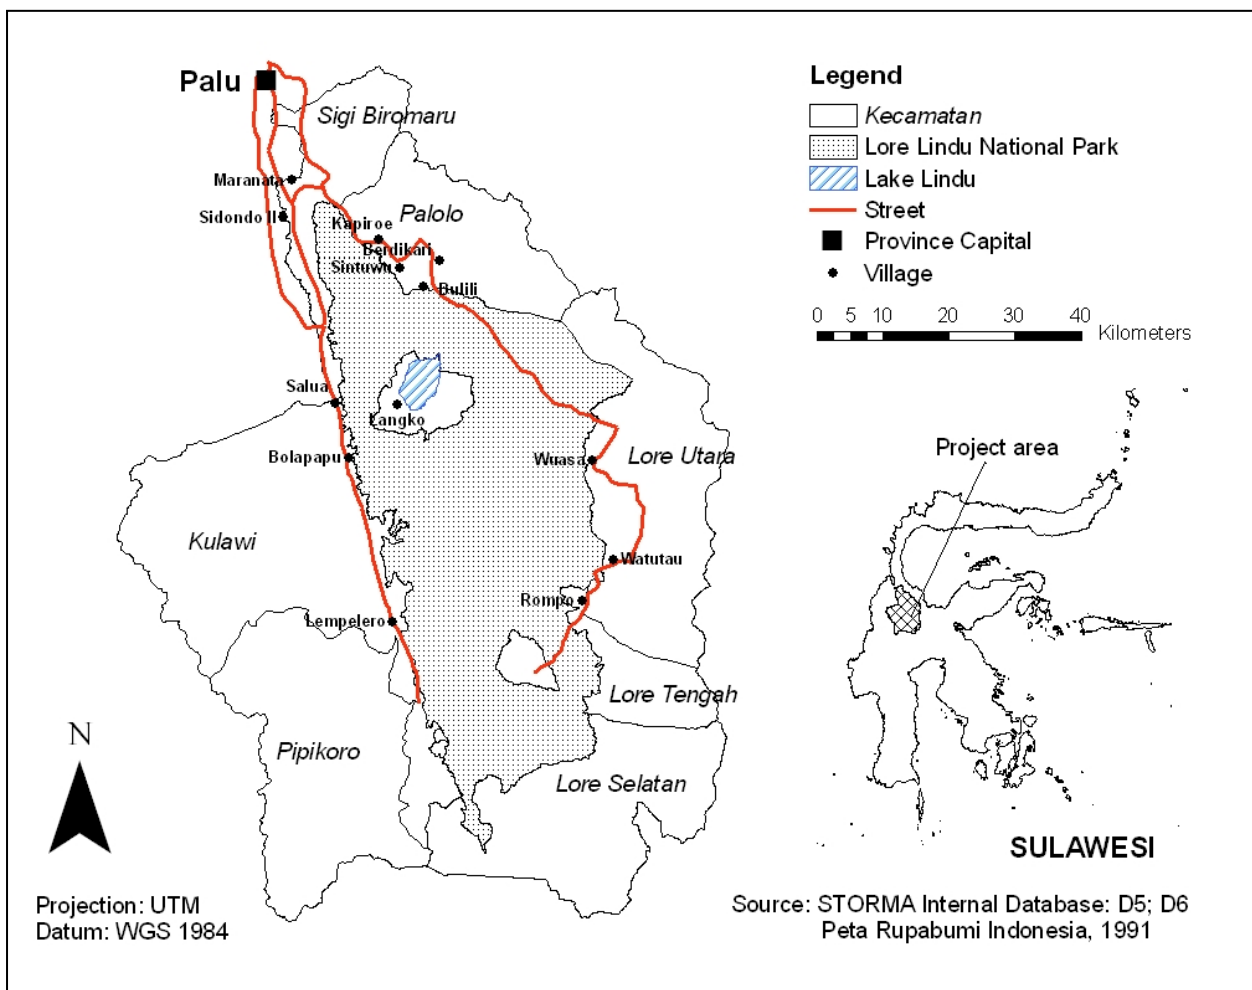 Palu
Sigi Biromaru
Maranata
Sidondo II
Kapiroe
Palolo
Berdikari
Sintuwu
Bulili
Salua
Langko
Bolapapu
Wuasa
Lore Utara
Kulawi
Watutau
Rompo
Lempelero
Lore Tengah
Pipikoro
Lore Selatan
N
Projection: UTM
Datum: WGS 1984
Legend
Kecamatan
Lore Lindu National Park
Lake Lindu
Street
Province Capital
Village
0 5 10 20 30 40 Kilometers
Project area
SULAWESI
Source: STORMA Internal Database: D5; D6
Peta Rupabumi Indonesia, 1991